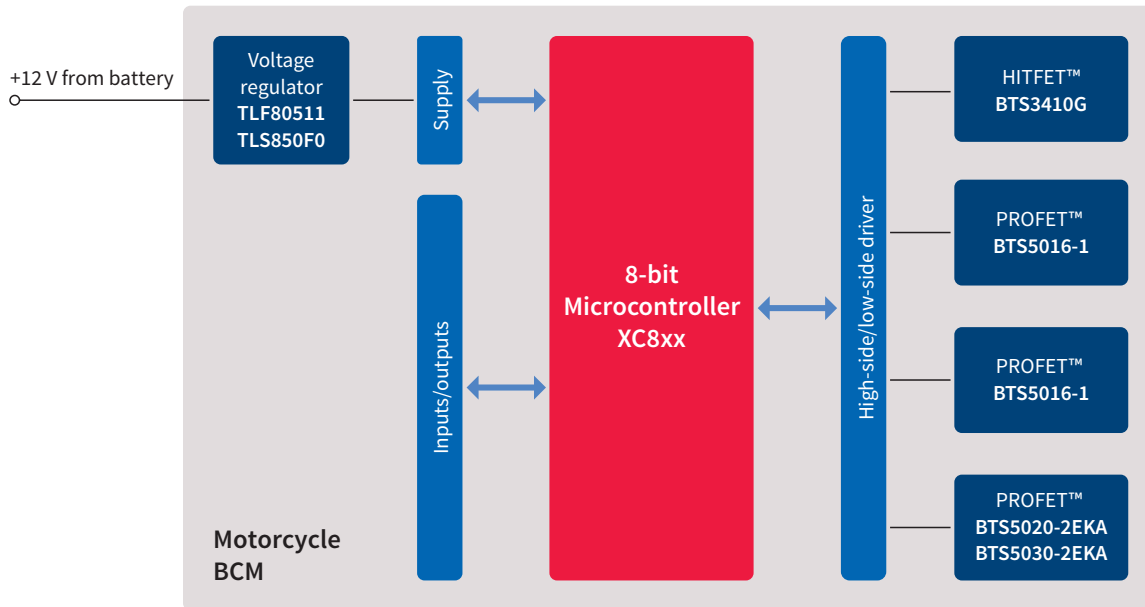 +12 V from battery
Voltage
regulator
TLF80511
TLS850F0
Supply
Inputs/outputs
8-bit
Microcontroller
XC8xx
High-side/low-side driver
HITFET™
BTS3410G
PROFET™
BTS5016-1
PROFET™
BTS5016-1
PROFET™
BTS5020-2EKA
BTS5030-2EKA
Motorcycle
BCM